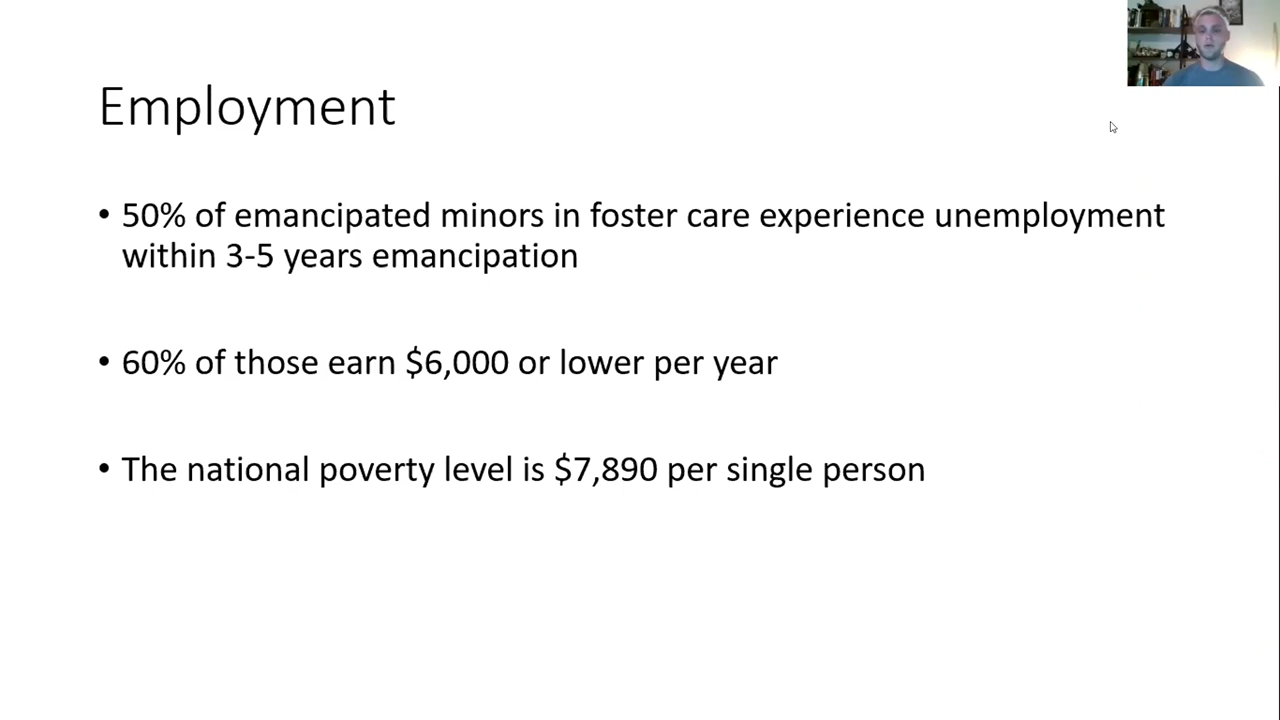 Employment
• 50% of emancipated minors in foster care experience unemployment
within 3-5 years emancipation
• 60% of those earn $6,000 or lower per year
• The national poverty level is $7,890 per single person